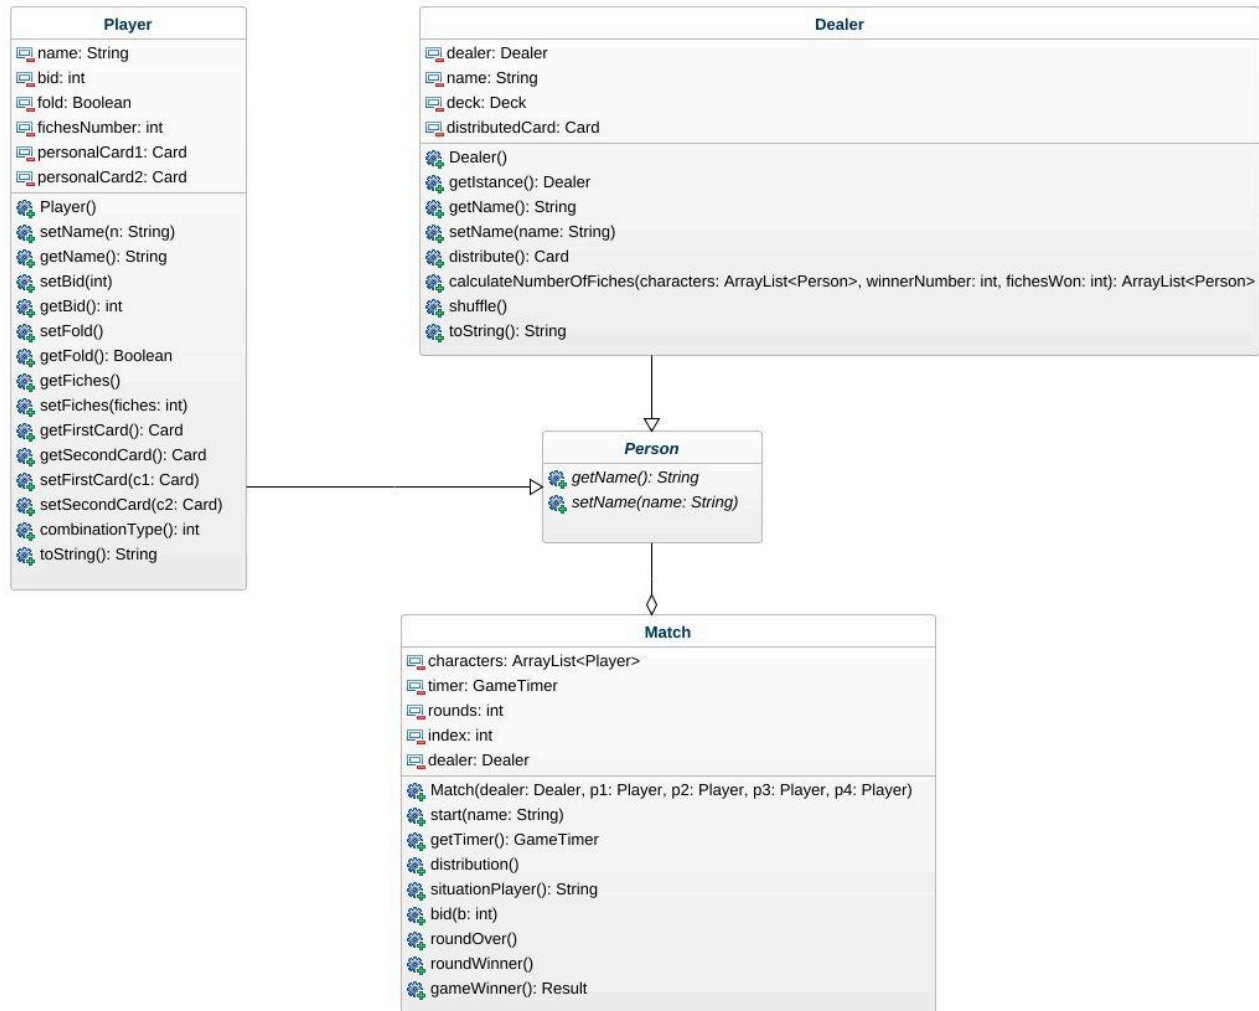 Player
name: String
bid: int
fold: Boolean
fichesNumber: int
personalCard1: Card
personalCard2: Card
Player()
setName(n: String)
getName(): String
setBid(int)
getBid(): int
setFold()
getFold(): Boolean
getFiches()
setFiches(fiches: int)
getFirstCard(): Card
getSecondCard(): Card
setFirstCard(c1: Card)
setSecondCard(c2: Card)
combinationType(): int
toString(): String
Dealer
dealer: Dealer
name: String
deck: Deck
distributedCard: Card
Dealer()
getIstance(): Dealer
getName(): String
setName(name: String)
distribute(): Card
calculateNumberOfFiches(characters: ArrayList<Person>, winnerNumber: int, fichesWon: int): ArrayList<Person>
shuffle()
toString(): String
Person
getName(): String
setName(name: String)
Match
characters: ArrayList<Player>
timer: GameTimer
rounds: int
index: int
dealer: Dealer
Match(dealer: Dealer, p1: Player, p2: Player, p3: Player, p4: Player)
start(name: String)
getTimer(): GameTimer
distribution()
situationPlayer(): String
bid(b: int)
roundOver()
roundWinner()
gameWinner(): Result